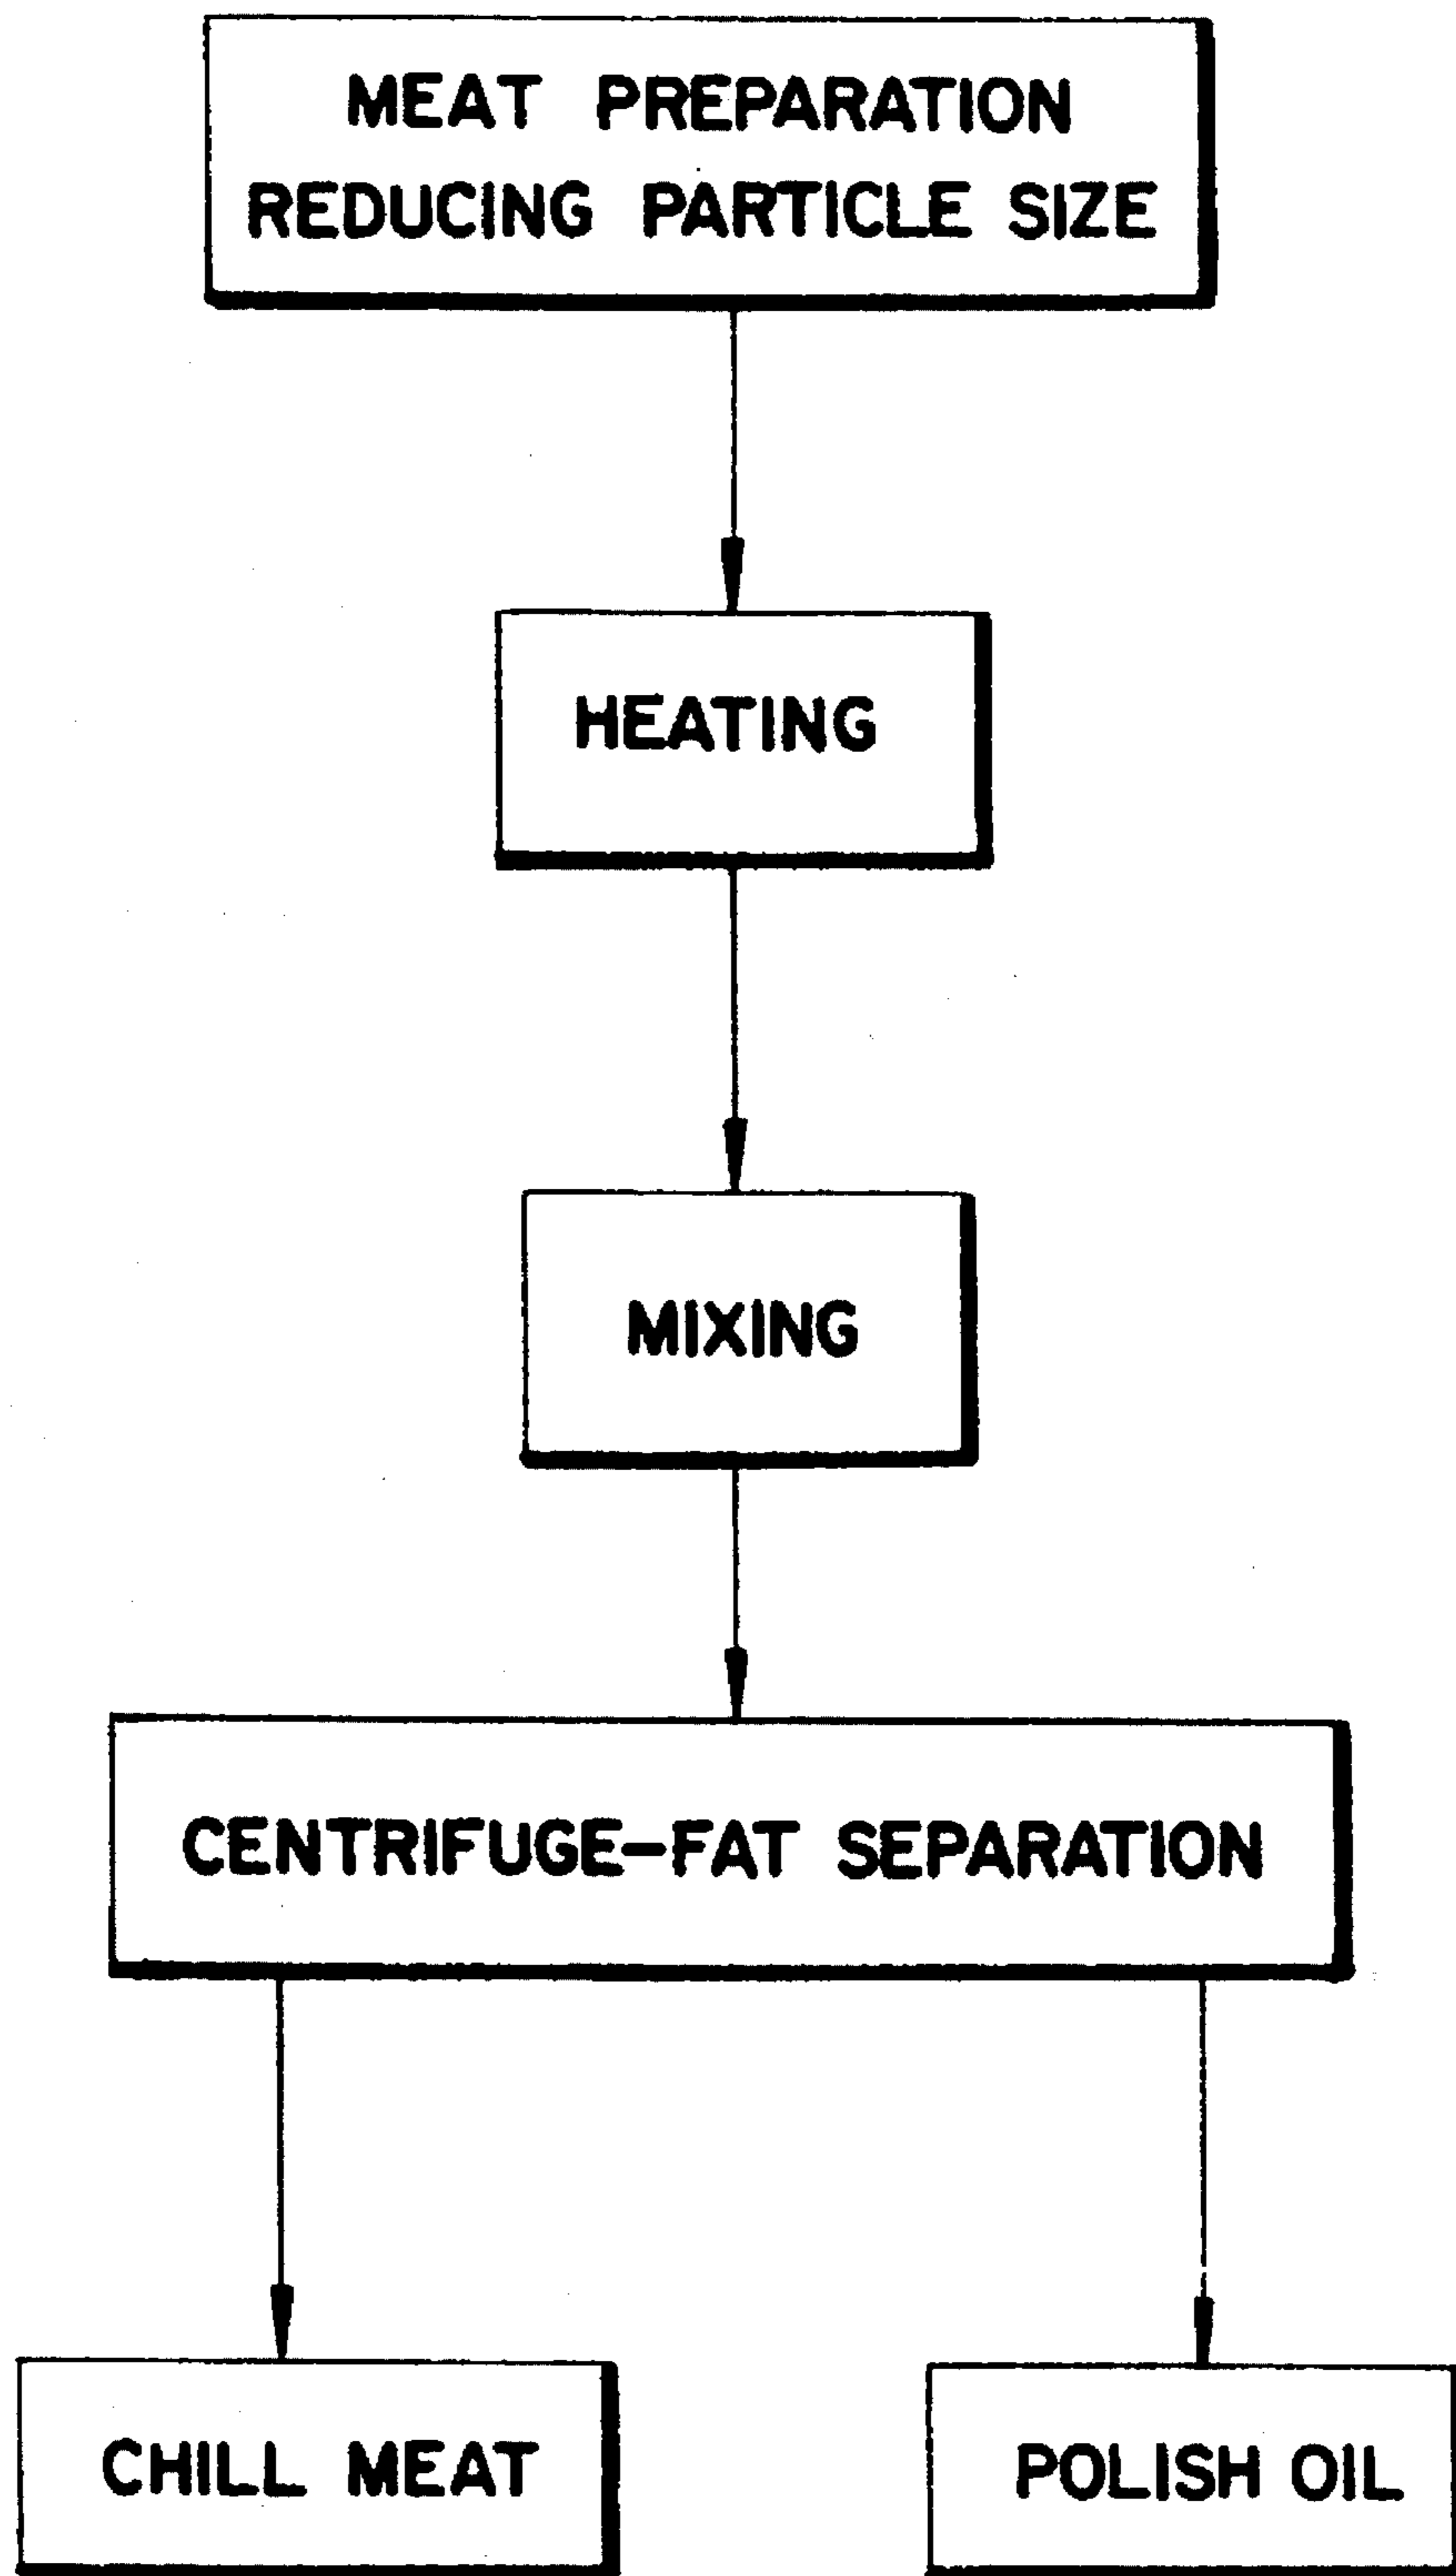 MEAT PREPARATION
REDUCING PARTICLE SIZE
HEATING
MIXING
CENTRIFUGE-FAT SEPARATION
CHILL MEAT
POLISH OIL